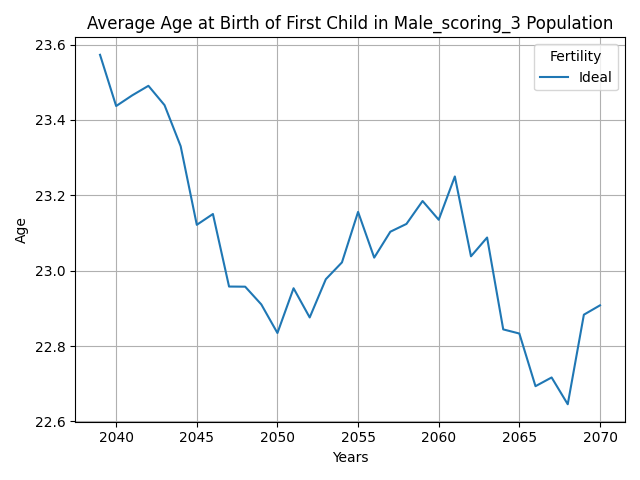 Average Age at Birth of First Child in Male_scoring_3 Population
Fertility
Ideal
23.6
23.4
23.2
23.0
22.8
22.6
Age
2040 2045 2050 2055 2060 2065 2070
Years